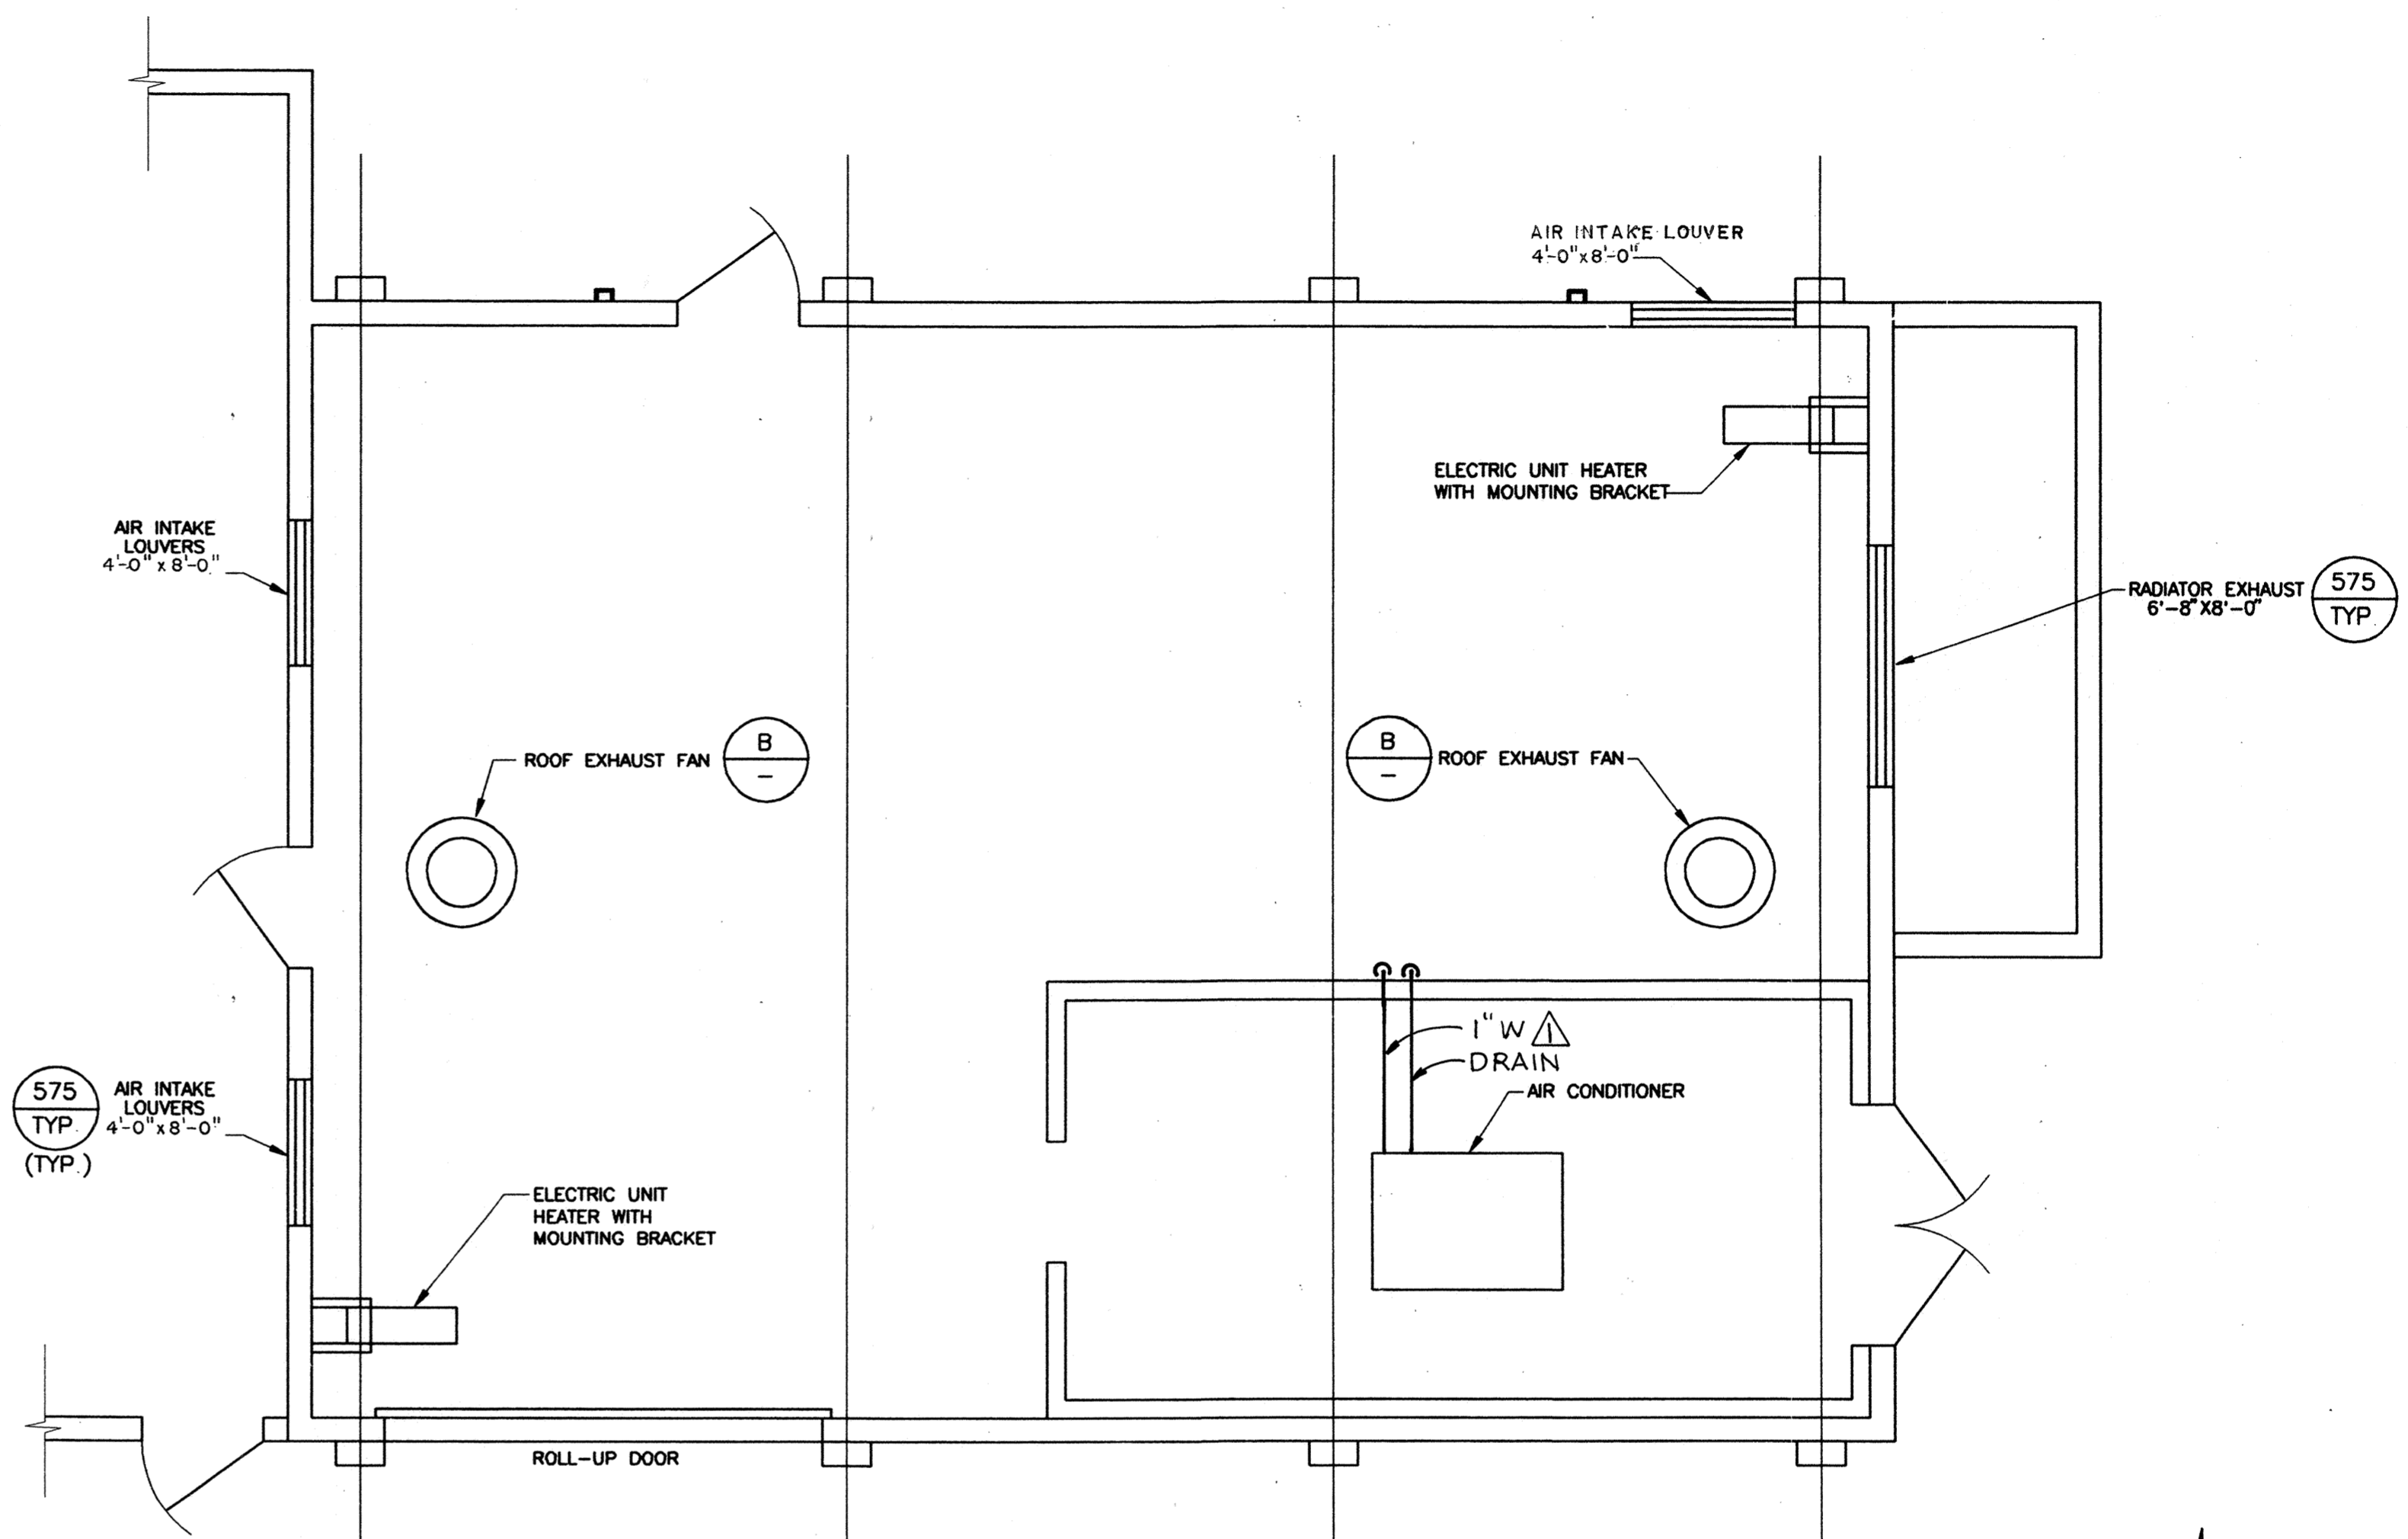 AIR INTAKE LOUVER
4'-0" x 8'-0"
ELECTRIC UNIT HEATER
WITH MOUNTING BRACKET
AIR INTAKE
LOUVERS
4'-0" x 8'-0"
RADIATOR EXHAUST
6'-8"X8'-0"
575
TYP.
ROOF EXHAUST FAN
B
–
B
–
ROOF EXHAUST FAN
1" W 1
DRAIN
AIR CONDITIONER
575
TYP.
(TYP.)
AIR INTAKE
LOUVERS
4'-0" x 8'-0"
ELECTRIC UNIT
HEATER WITH
MOUNTING BRACKET
ROLL-UP DOOR